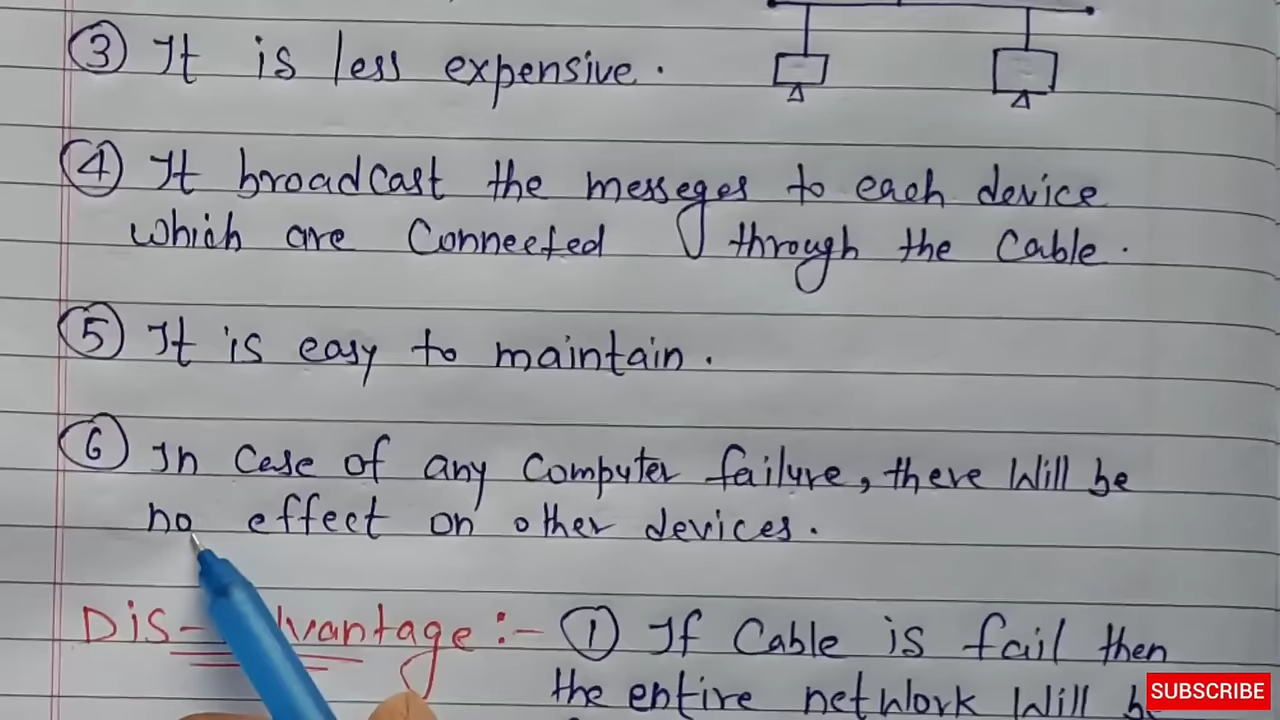 ③ It is less expensive.
④ It broadcast the messeges to each device
which are Connected through the Cable.
⑤ It is easy to maintain.
⑥ In Case of any Computer failure, there Will be
no effect on other devices.
Dis-advantage :- ① If Cable is fail then
the entire network Will
SUBSCRIBE